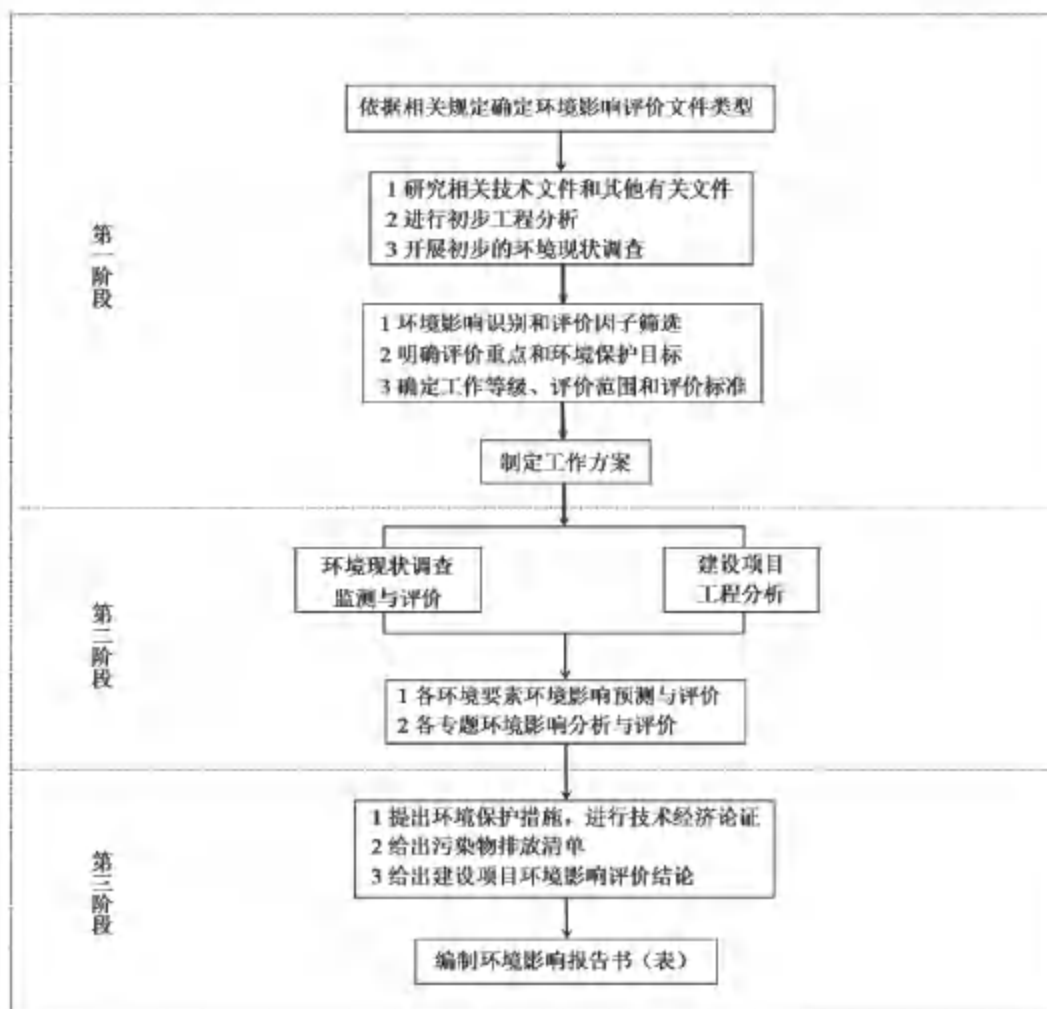 依据相关规定确定环境影响评价文件类型
1 研究相关技术文件和其他有关文件
2 进行初步工程分析
3 开展初步的环境现状调查
第一阶段
1 环境影响识别和评价因子筛选
2 明确评价重点和环境保护目标
3 确定工作等级、评价范围和评价标准
制定工作方案
环境现状调查
监测与评价
建设项目
工程分析
第二阶段
1 各环境要素环境影响预测与评价
2 各专题环境影响分析与评价
1 提出环境保护措施，进行技术经济论证
2 给出污染物排放清单
3 给出建设项目环境影响评价结论
第三阶段
编制环境影响报告书（表）